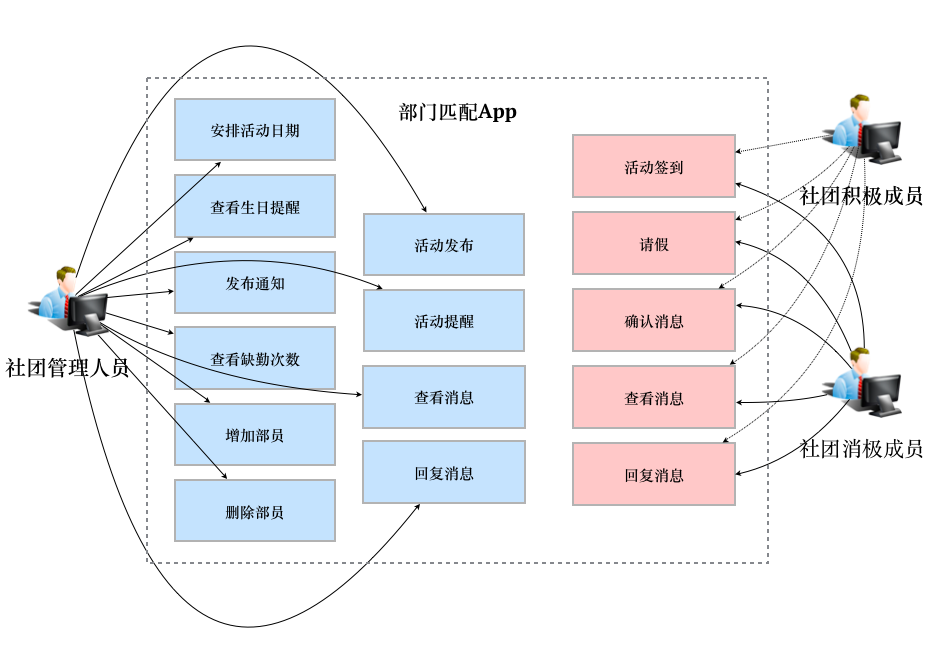 部门匹配App
安排活动日期
查看生日提醒
发布通知
查看缺勤次数
增加部员
删除部员
活动发布
活动提醒
查看消息
回复消息
活动签到
请假
确认消息
查看消息
回复消息
社团管理人员
社团积极成员
社团消极成员